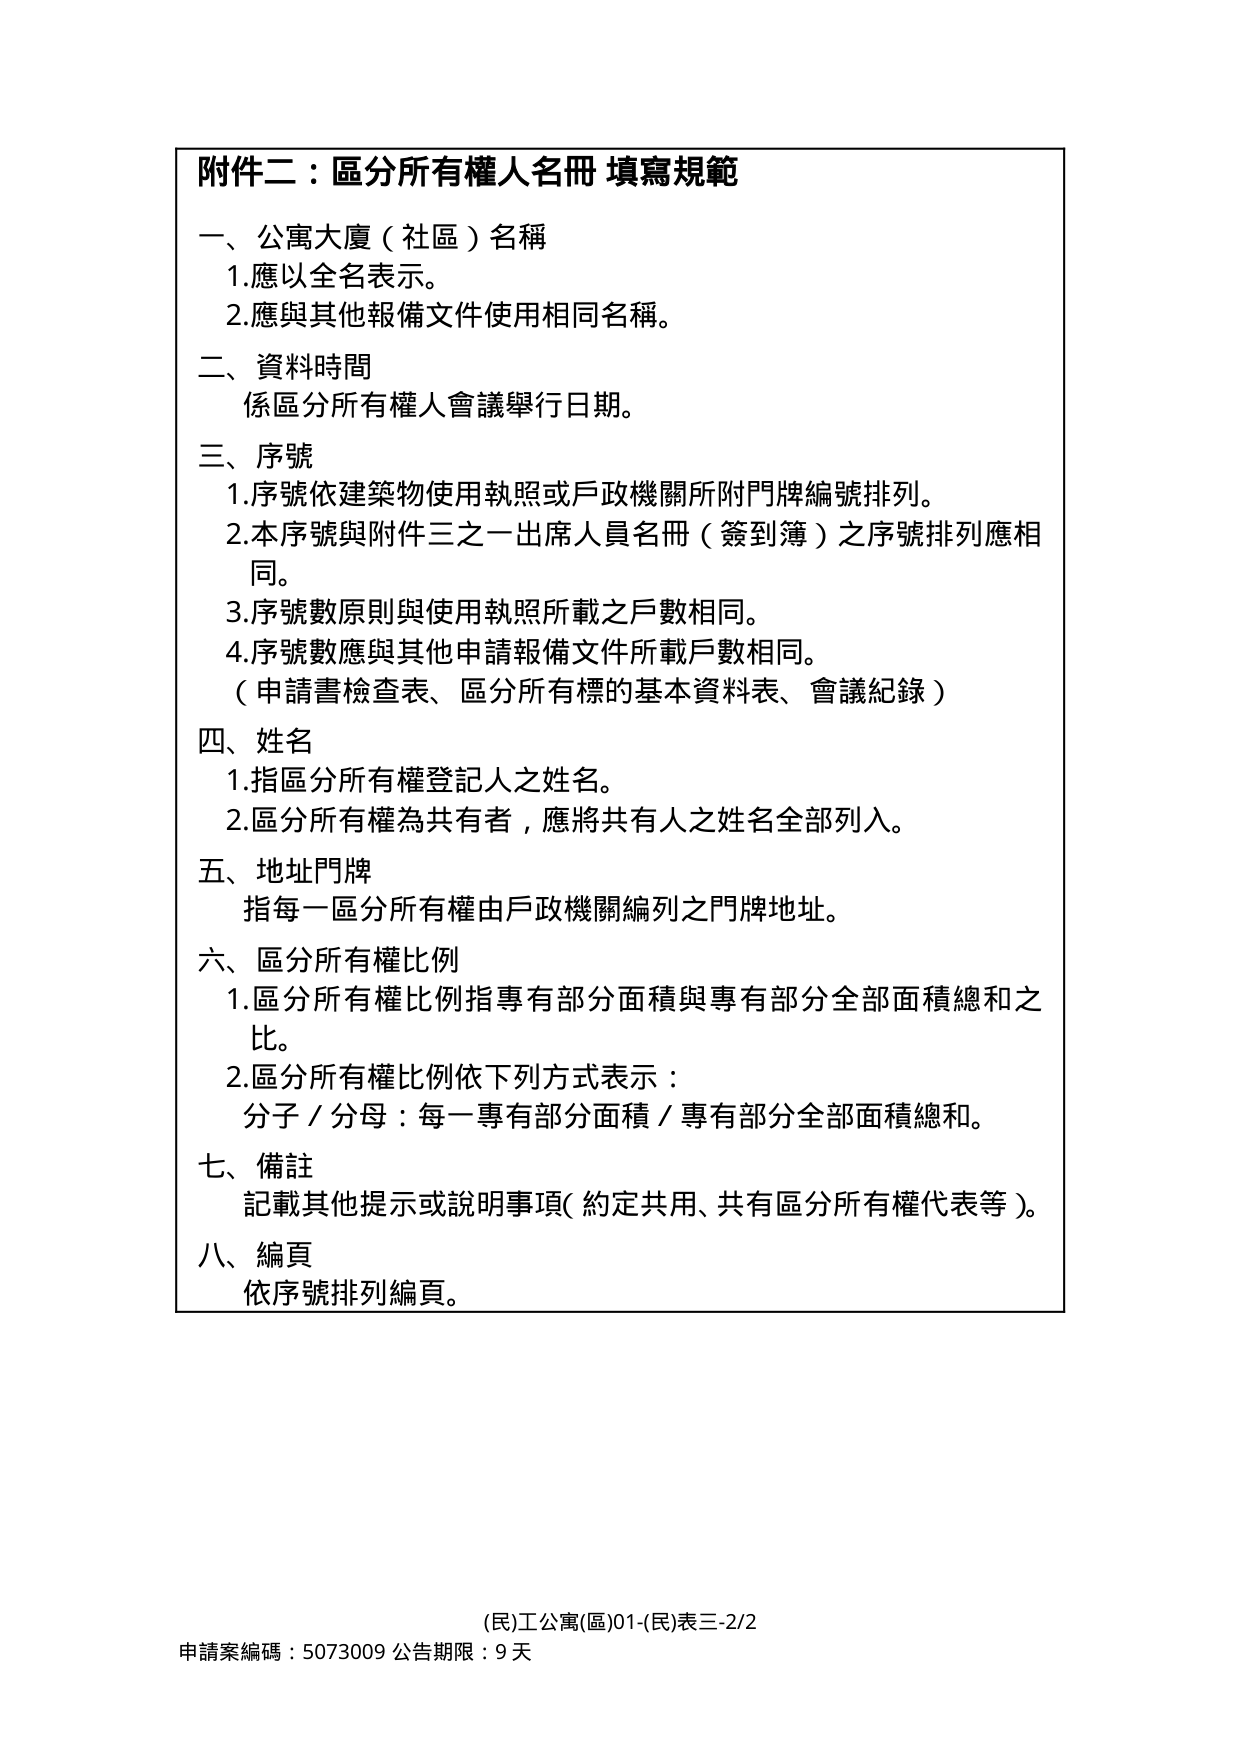 附件二：區分所有權人名冊 填寫規範
一、公寓大廈（社區）名稱
1.應以全名表示。
2.應與其他報備文件使用相同名稱。
二、資料時間
係區分所有權人會議舉行日期。
三、序號
1.序號依建築物使用執照或戶政機關所附門牌編號排列。
2.本序號與附件三之一出席人員名冊（簽到簿）之序號排列應相
同。
3.序號數原則與使用執照所載之戶數相同。
4.序號數應與其他申請報備文件所載戶數相同。
（申請書檢查表、區分所有標的基本資料表、會議紀錄）
四、姓名
1.指區分所有權登記人之姓名。
2.區分所有權為共有者，應將共有人之姓名全部列入。
五、地址門牌
指每一區分所有權由戶政機關編列之門牌地址。
六、區分所有權比例
1.區分所有權比例指專有部分面積與專有部分全部面積總和之
比。
2.區分所有權比例依下列方式表示：
分子/分母：每一專有部分面積/專有部分全部面積總和。
七、備註
記載其他提示或說明事項(約定共用、共有區分所有權代表等)。
八、編頁
依序號排列編頁。
(民)工公寓(區)01-(民)表三-2/2
申請案編碼：5073009 公告期限：9 天